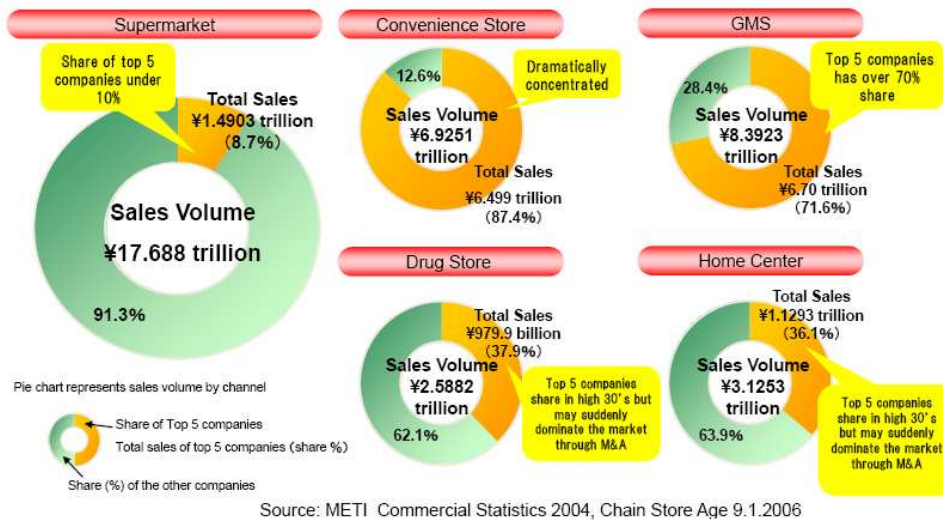 Supermarket
Share of top 5
companies under
10%
Total Sales
¥1.4903 trillion
(8.7%)
Sales Volume
¥17.688 trillion
91.3%
Convenience Store
12.6%
Dramatically
concentrated
Sales Volume
¥6.9251
trillion
Total Sales
¥6.499 trillion
(87.4%)
GMS
Top 5 companies
has over 70%
share
28.4%
Sales Volume
¥8.3923
trillion
Total Sales
¥6.70 trillion
(71.6%)
Drug Store
Total Sales
¥979.9 billion
(37.9%)
Sales Volume
¥2.5882
trillion
62.1%
Top 5 companies
share in high 30's but
may suddenly
dominate the market
through M&A
Home Center
Total Sales
¥1.1293 trillion
(36.1%)
Sales Volume
¥3.1253
trillion
63.9%
Top 5 companies
share in high 30's
but may suddenly
dominate the market
through M&A
Pie chart represents sales volume by channel
Share of Top 5 companies
Total sales of top 5 companies (share %)
Share (%) of the other companies
Source: METI Commercial Statistics 2004, Chain Store Age 9.1.2006